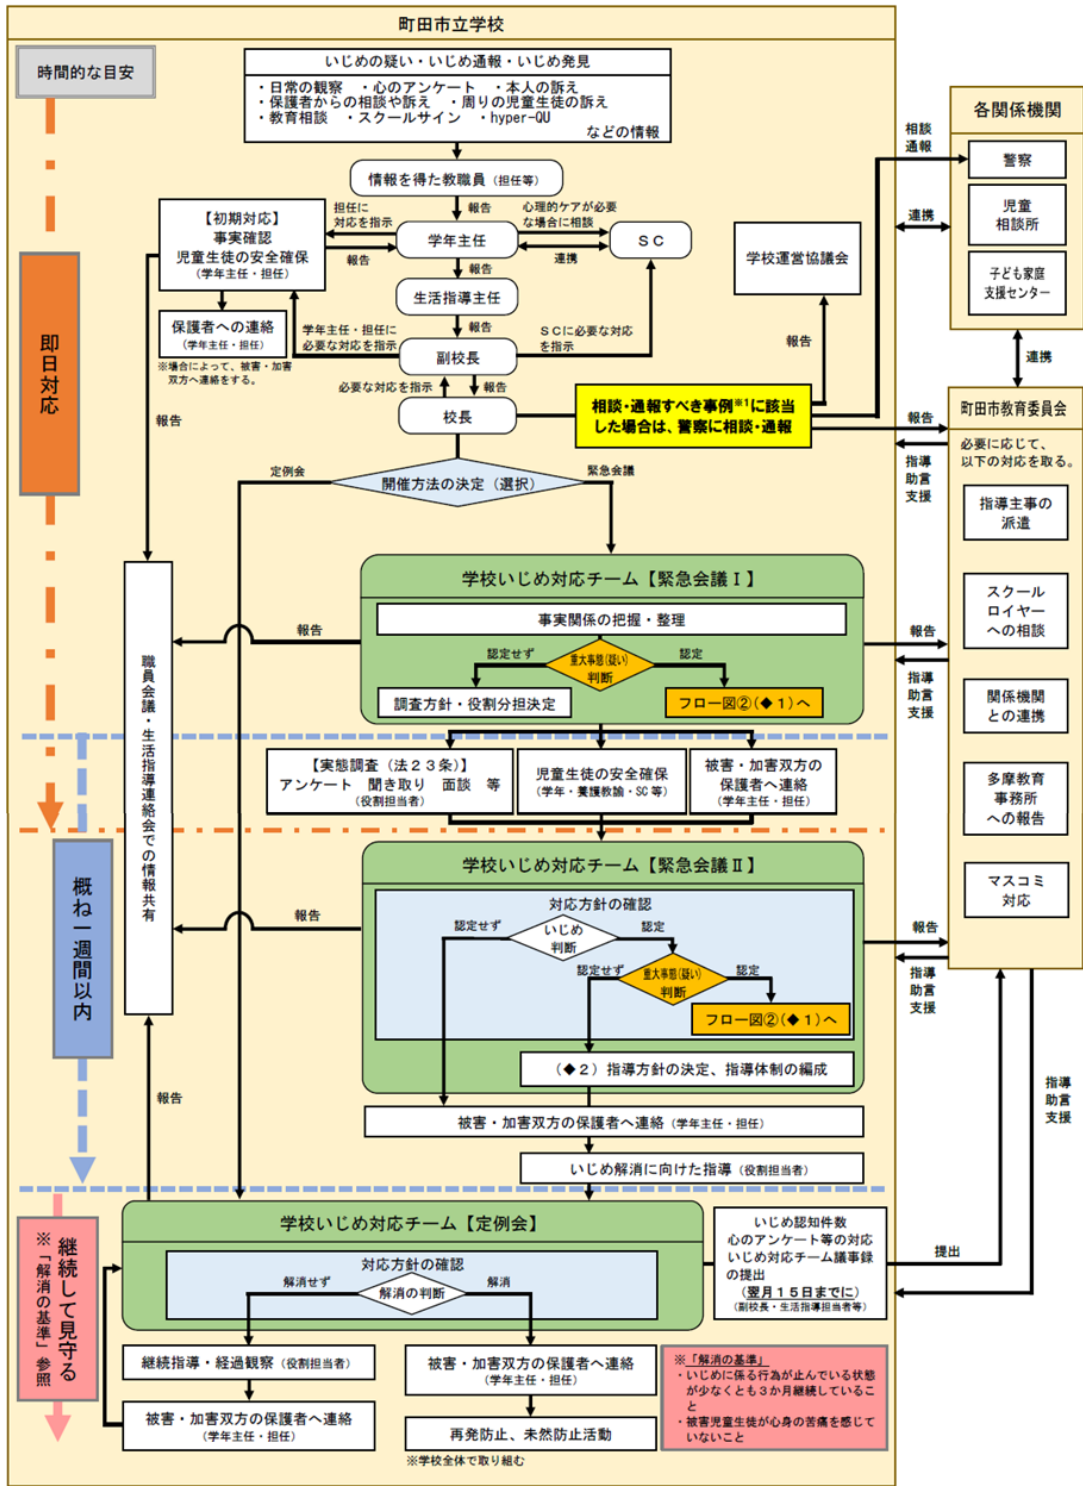 町田市立学校
時間的な目安
いじめの疑い・いじめ通報・いじめ発見
・日常の観察　・心のアンケート　・本人の訴え
・保護者からの相談や訴え　・周りの児童生徒の訴え
・教育相談　・スクールサイン　・hyper-QU
などの情報
情報を得た教職員（担任等）
報告
担任に
対応を指示
心理的ケアが必要
な場合に相談
【初期対応】
事実確認
児童生徒の安全確保
（学年主任・担任）
報告
学年主任
連携
ＳＣ
報告
生活指導主任
報告
保護者への連絡
（学年主任・担任）
※場合によって、被害・加害
双方へ連絡をする。
学年主任・担任に
必要な対応を指示
副校長
ＳＣに必要な対応
を指示
必要な対応を指示
報告
校長
学校運営協議会
報告
相談・通報すべき事例※1に該当
した場合は、警察に相談・通報
相談
通報
連携
各関係機関
警察
児童
相談所
子ども家庭
支援センター
連携
報告
指導
助言
支援
町田市教育委員会
必要に応じて、
以下の対応を取る。
指導主事の
派遣
スクール
ロイヤー
への相談
関係機関
との連携
多摩教育
事務所
への報告
マスコミ
対応
即日対応
報告
定例会
開催方法の決定（選択）
緊急会議
職員会議・生活指導連絡会での情報共有
学校いじめ対応チーム【緊急会議Ⅰ】
事実関係の把握・整理
報告
認定せず
重大事態(疑い)
判断
認定
調査方針・役割分担決定
フロー図②(◆１)へ
報告
指導
助言
支援
【実態調査（法２３条）】
アンケート　聞き取り　面談　等
（役割担当者）
児童生徒の安全確保
（学年・養護教諭・SC 等）
被害・加害双方の
保護者へ連絡
（学年主任・担任）
概ね一週間以内
学校いじめ対応チーム【緊急会議Ⅱ】
対応方針の確認
報告
認定せず
いじめ
判断
認定
認定せず
重大事態(疑い)
判断
認定
フロー図②(◆１)へ
（◆２）指導方針の決定、指導体制の編成
報告
指導
助言
支援
報告
被害・加害双方の保護者へ連絡（学年主任・担任）
いじめ解消に向けた指導（役割担当者）
指導
助言
支援
継続して見守る
※「解消の基準」参照
学校いじめ対応チーム【定例会】
対応方針の確認
解消せず
解消の判断
解消
いじめ認知件数
心のアンケート等の対応
いじめ対応チーム議事録
の提出
（翌月１５日までに）
（副校長・生活指導担当者等）
提出
継続指導・経過観察（役割担当者）
被害・加害双方の保護者へ連絡
（学年主任・担任）
被害・加害双方の保護者へ連絡
（学年主任・担任）
再発防止、未然防止活動
※学校全体で取り組む
※「解消の基準」
・いじめに係る行為が止んでいる状態
が少なくとも３か月継続しているこ
と
・被害児童生徒が心身の苦痛を感じて
いないこと